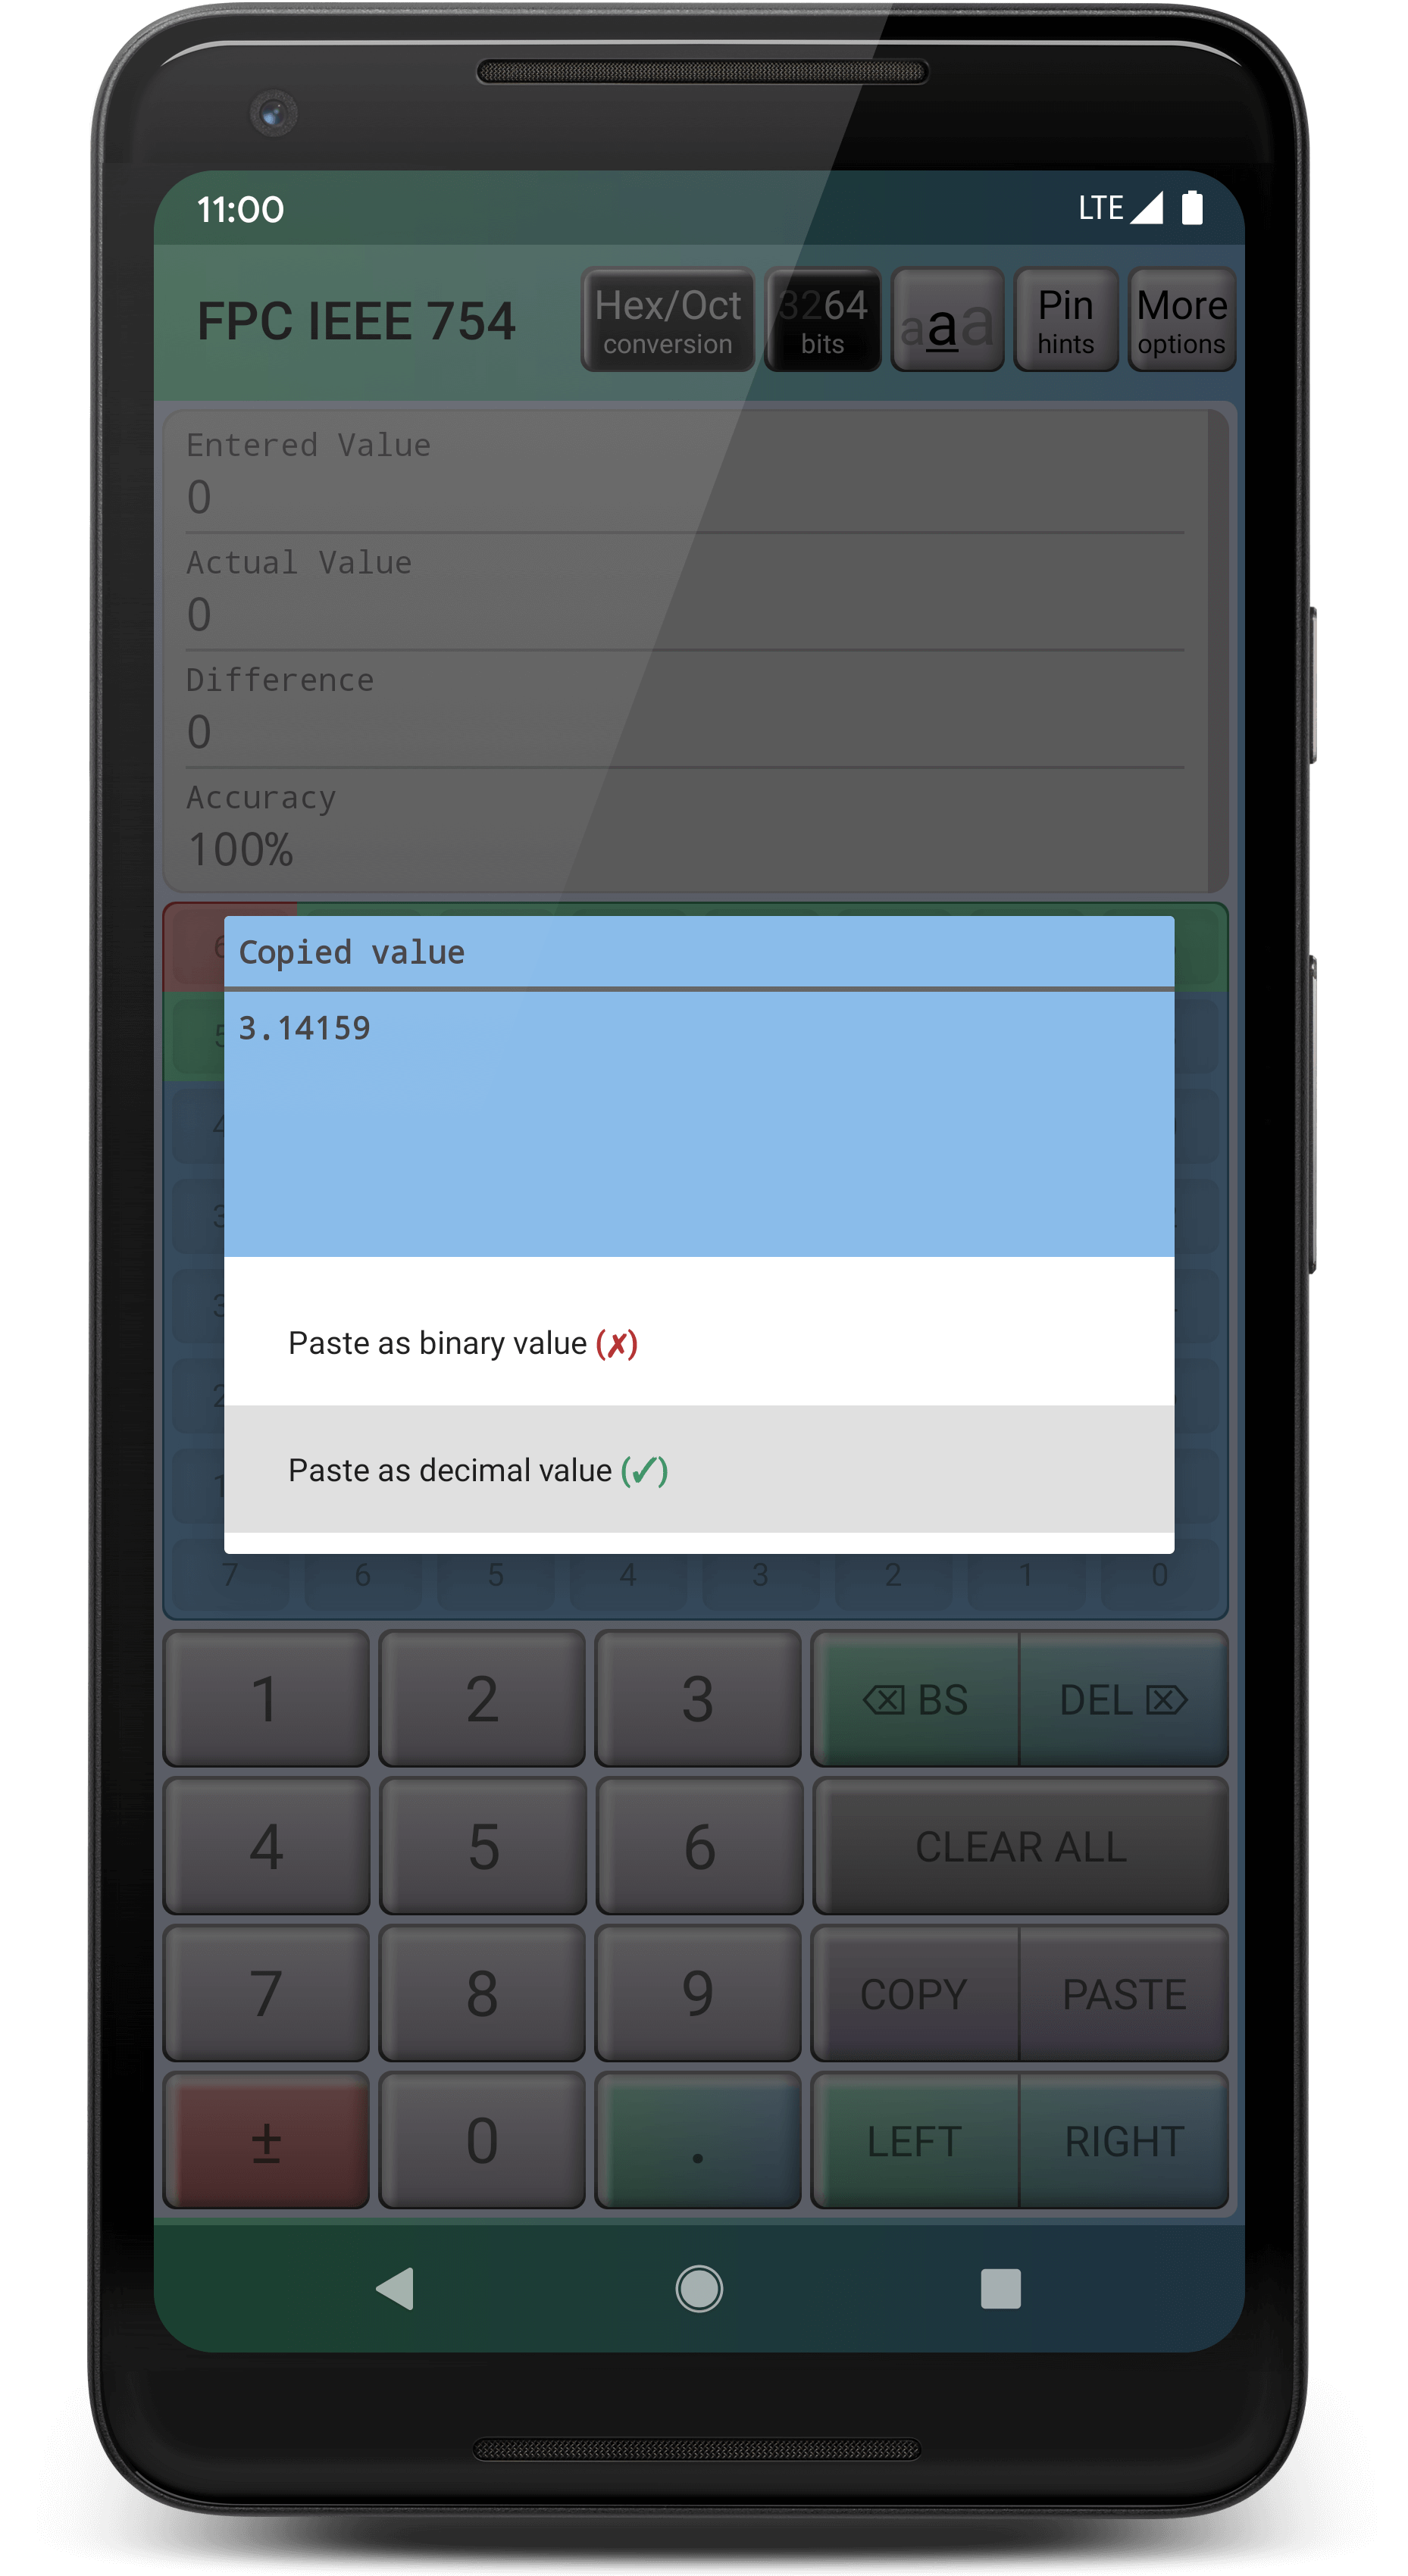 11:00
LTE
FPC IEEE 754
Hex/Oct
conversion
3264
bits
aaa
Pin
hints
More
options
Entered Value
0
Actual Value
0
Difference
0
Accuracy
100%
Copied value
3.14159
Paste as binary value (✗)
Paste as decimal value (✓)
7 6 5 4 3 2 1 0
1 2 3 BS DEL
4 5 6 CLEAR ALL
7 8 9 COPY PASTE
± 0 . LEFT RIGHT